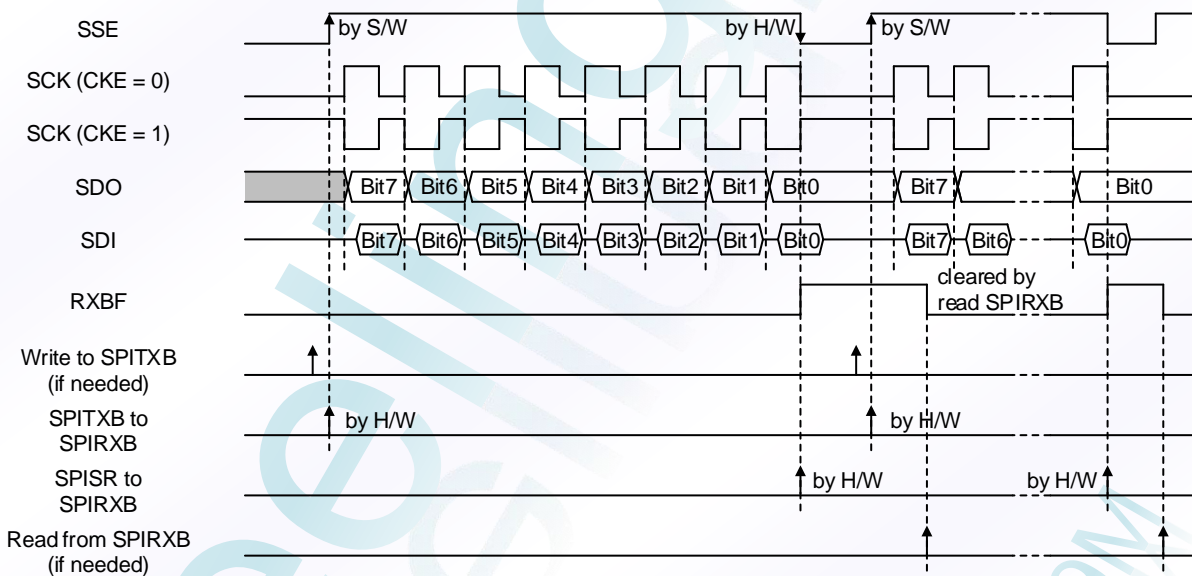 SSE
by S/W
by H/W
by S/W
SCK (CKE = 0)
SCK (CKE = 1)
SDO
Bit7 Bit6 Bit5 Bit4 Bit3 Bit2 Bit1 Bit0 Bit7 Bit0
SDI
Bit7 Bit6 Bit5 Bit4 Bit3 Bit2 Bit1 Bit0 Bit7 Bit6 Bit0
RXBF
cleared by
read SPIRXB
Write to SPITXB
(if needed)
SPITXB to
SPIRXB
by H/W
by H/W
SPISR to
SPIRXB
by H/W
by H/W
Read from SPIRXB
(if needed)